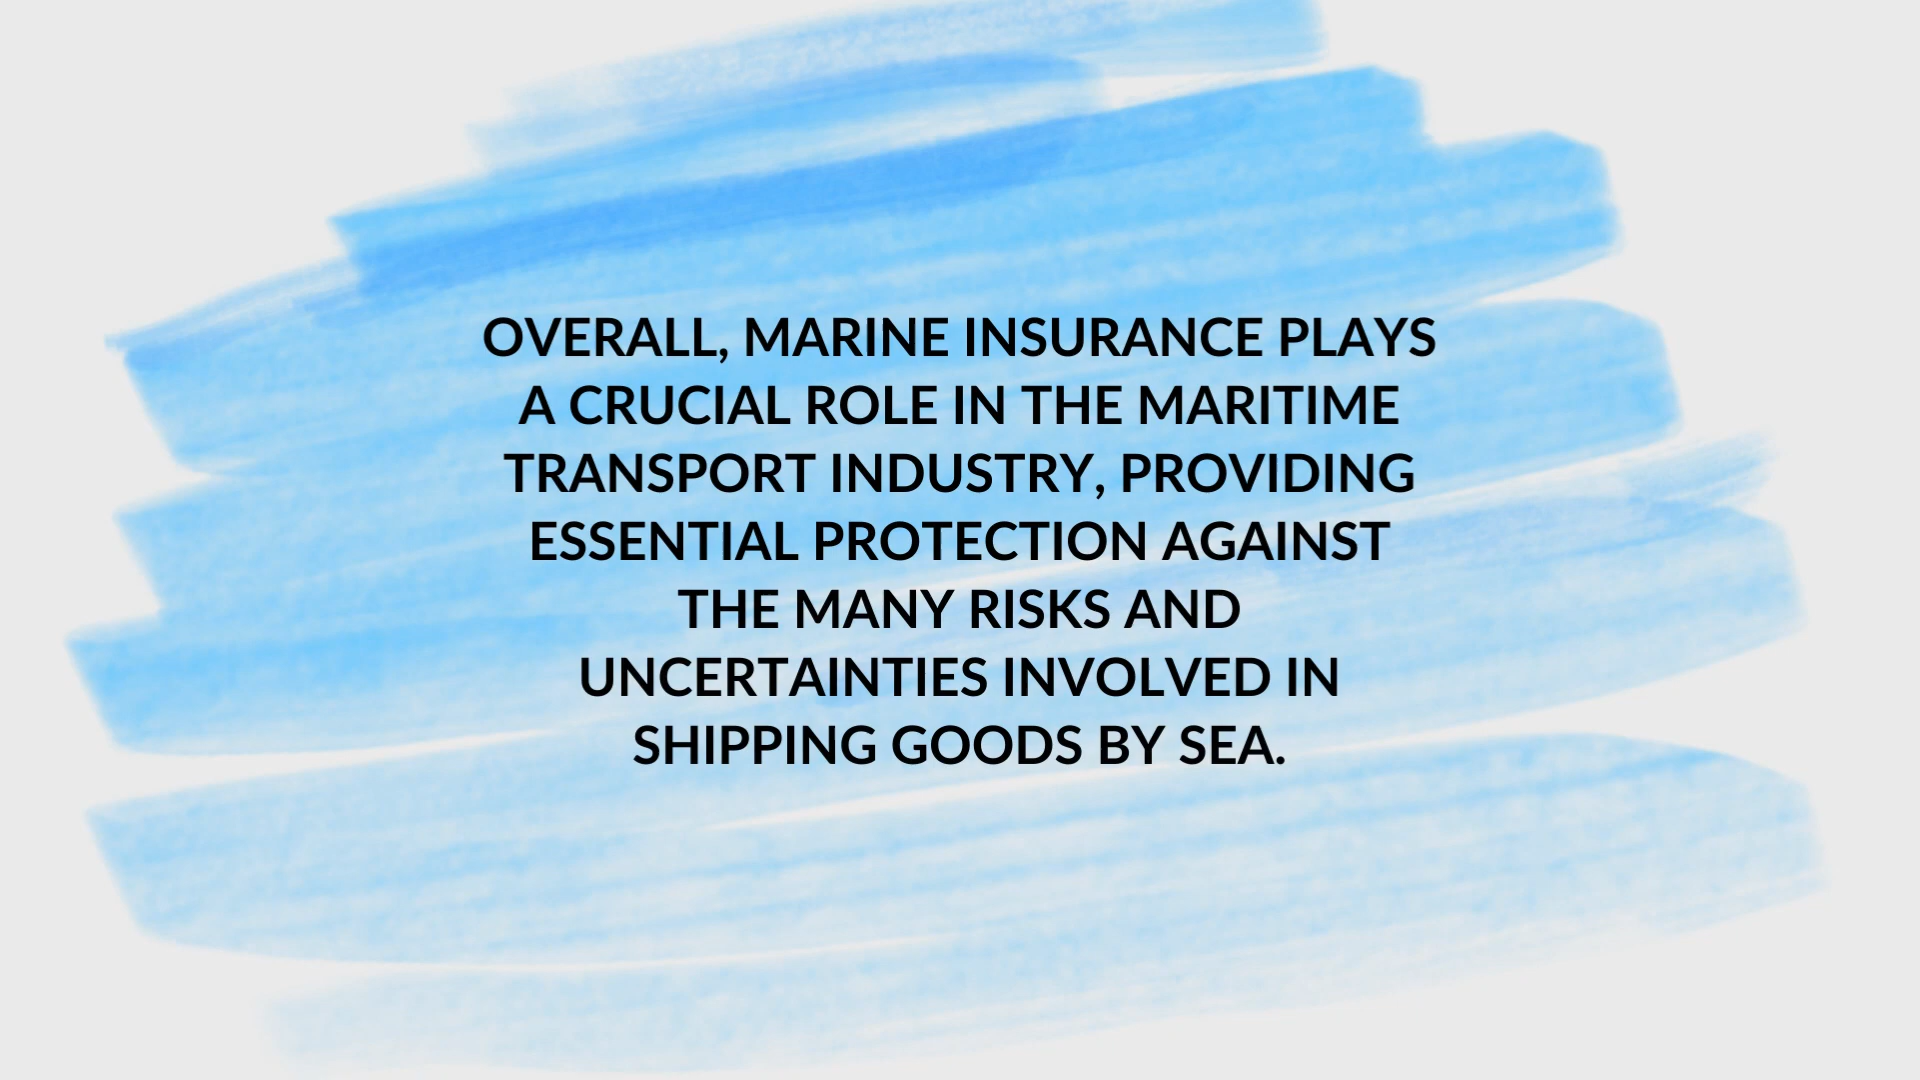 OVERALL, MARINE INSURANCE PLAYS
A CRUCIAL ROLE IN THE MARITIME
TRANSPORT INDUSTRY, PROVIDING
ESSENTIAL PROTECTION AGAINST
THE MANY RISKS AND
UNCERTAINTIES INVOLVED IN
SHIPPING GOODS BY SEA.